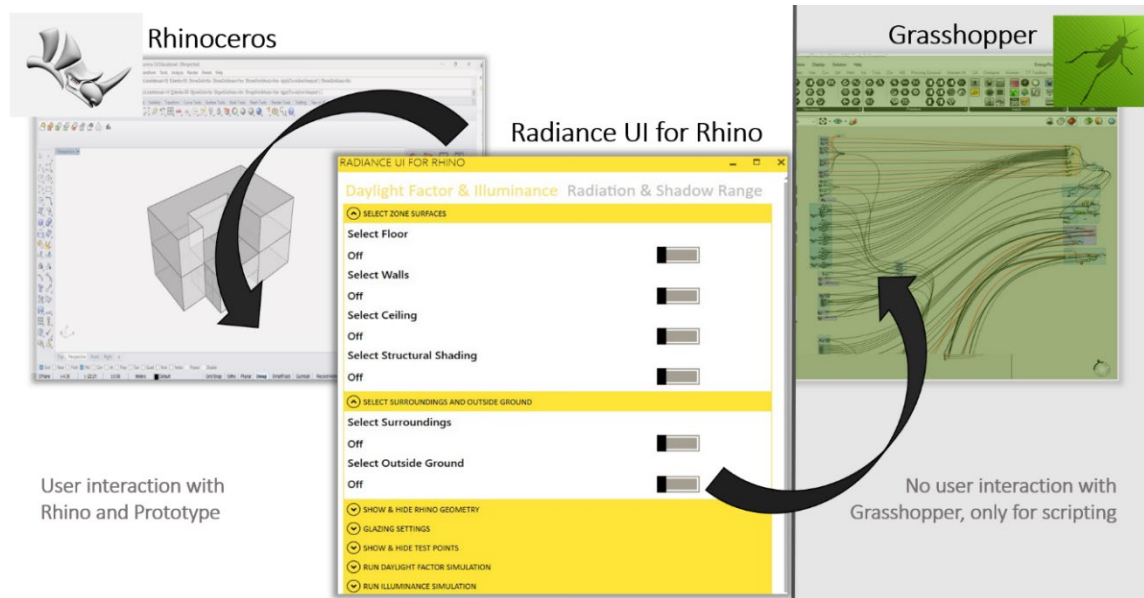 Rhinoceros
Grasshopper
Radiance UI for Rhino
RADIANCE UI FOR RHINO
Daylight Factor & Illuminance Radiation & Shadow Range
SELECT ZONE SURFACES
Select Floor
Off
Select Walls
Off
Select Ceiling
Off
Select Structural Shading
Off
SELECT SURROUNDINGS AND OUTSIDE GROUND
Select Surroundings
Off
Select Outside Ground
Off
SHOW & HIDE RHINO GEOMETRY
GLAZING SETTINGS
SHOW & HIDE TEST POINTS
RUN DAYLIGHT FACTOR SIMULATION
RUN ILLUMINANCE SIMULATION
User interaction with
Rhino and Prototype
No user interaction with
Grasshopper, only for scripting